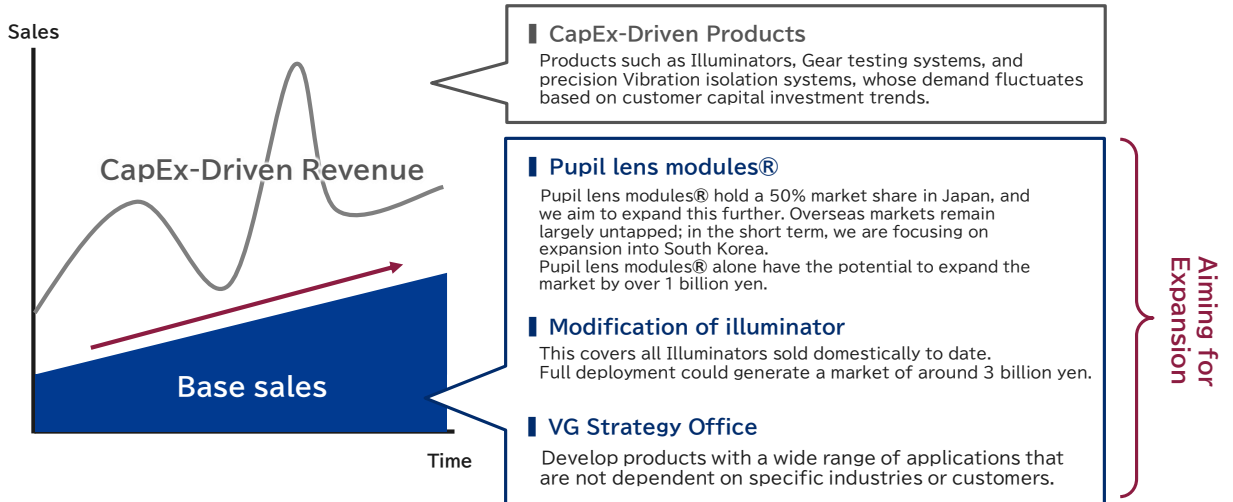 Sales
CapEx-Driven Revenue
Base sales
Time
CapEx-Driven Products
Products such as Illuminators, Gear testing systems, and
precision Vibration isolation systems, whose demand fluctuates
based on customer capital investment trends.
Pupil lens modules®
Pupil lens modules® hold a 50% market share in Japan, and
we aim to expand this further. Overseas markets remain
largely untapped; in the short term, we are focusing on
expansion into South Korea.
Pupil lens modules® alone have the potential to expand the
market by over 1 billion yen.
Modification of illuminator
This covers all Illuminators sold domestically to date.
Full deployment could generate a market of around 3 billion yen.
VG Strategy Office
Develop products with a wide range of applications that
are not dependent on specific industries or customers.
Aiming for
Expansion